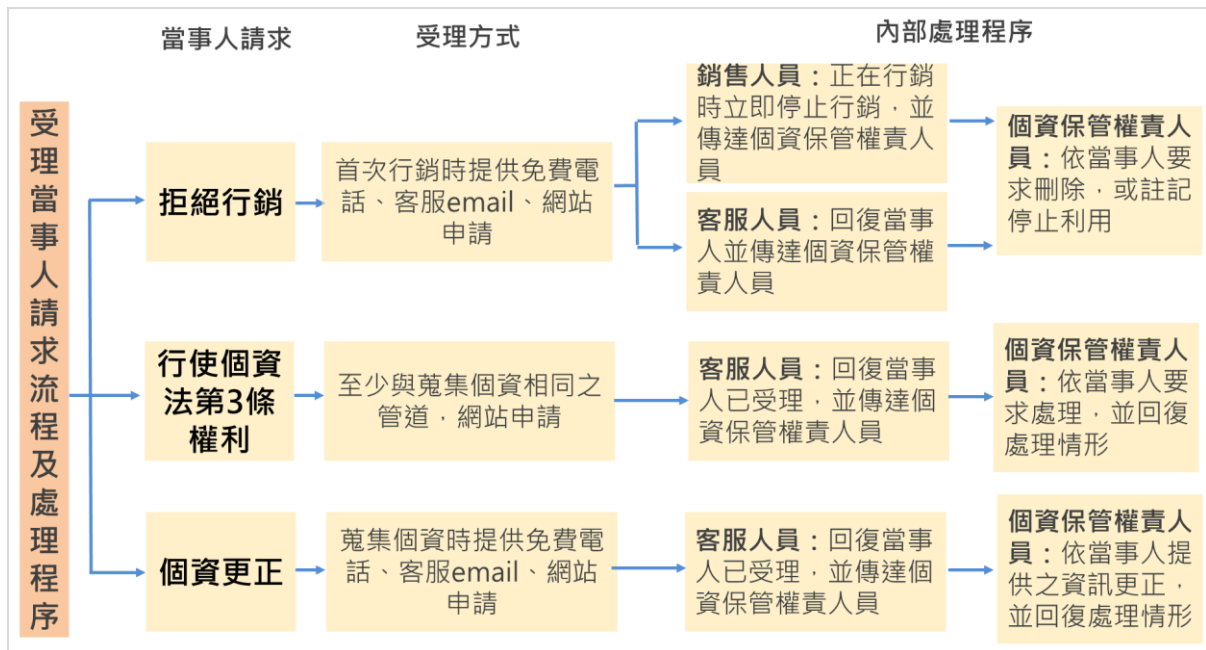 當事人請求
受理方式
內部處理程序
受理當事人請求流程及處理程序
拒絕行銷
首次行銷時提供免費電
話、客服email、網站
申請
銷售人員：正在行銷
時立即停止行銷，並
傳達個資保管權責人
員
客服人員：回復當事
人並傳達個資保管權
責人員
個資保管權責人
員：依當事人要
求刪除，或註記
停止利用
行使個資
法第3條
權利
至少與蒐集個資相同之
管道，網站申請
客服人員：回復當事
人已受理，並傳達個
資保管權責人員
個資保管權責人
員：依當事人要
求處理，並回復
處理情形
個資更正
蒐集個資時提供免費電
話、客服email、網站
申請
客服人員：回復當事
人已受理，並傳達個
資保管權責人員
個資保管權責人
員：依當事人提
供之資訊更正，
並回復處理情形